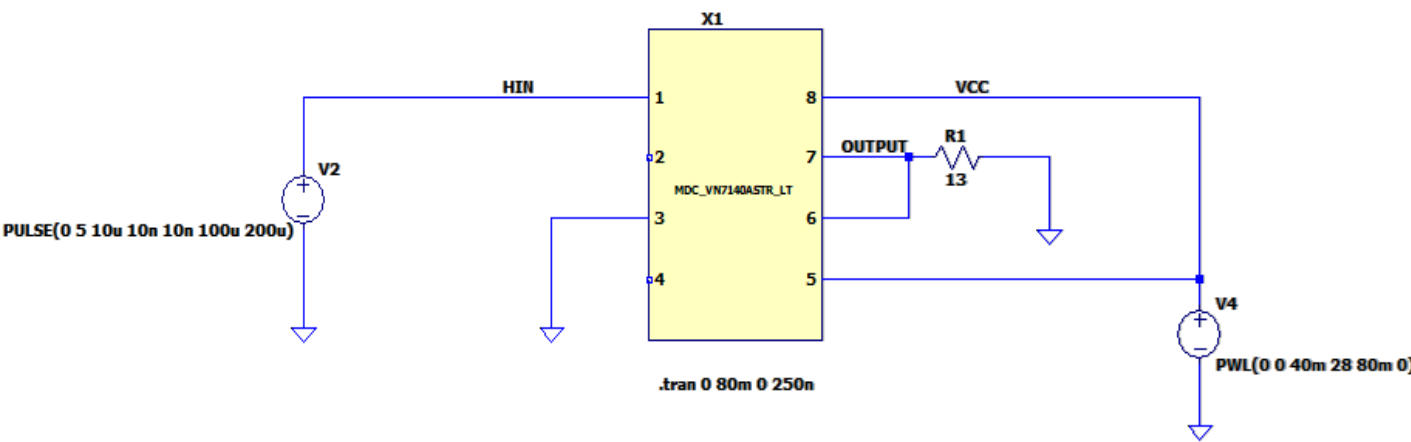 X1
HIN
VCC
1
8
OUTPUT
R1
2
7
V2
13
MDC_VN7140ASTR_LT
3
6
PULSE(0 5 10u 10n 10n 100u 200u)
4
5
V4
PWL(0 0 40m 28 80m 0)
.tran 0 80m 0 250n